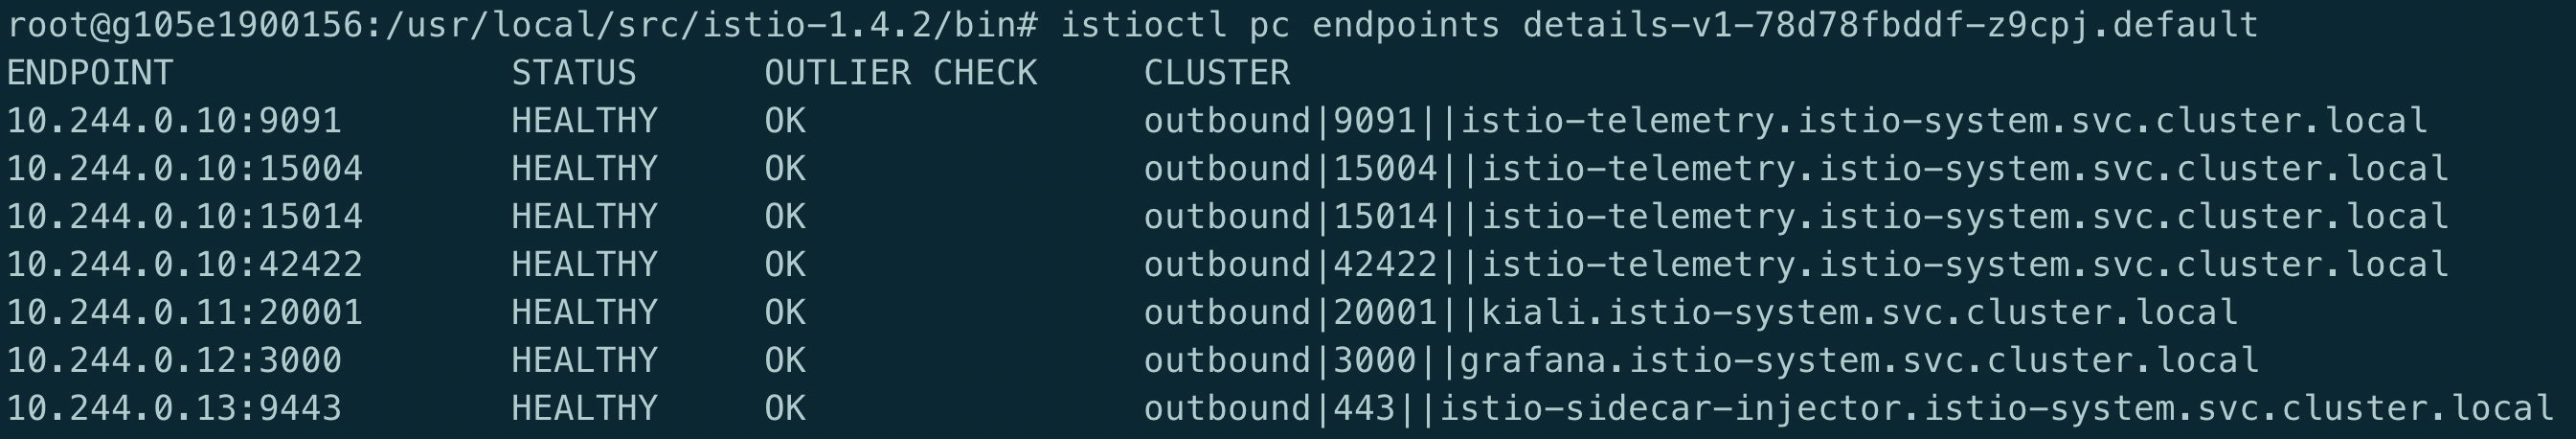 root@g105e1900156:/usr/local/src/istio-1.4.2/bin# istioctl pc endpoints details-v1-78d78fbddf-z9cpj.default
ENDPOINT STATUS OUTLIER CHECK CLUSTER
10.244.0.10:9091 HEALTHY OK outbound|9091||istio-telemetry.istio-system.svc.cluster.local
10.244.0.10:15004 HEALTHY OK outbound|15004||istio-telemetry.istio-system.svc.cluster.local
10.244.0.10:15014 HEALTHY OK outbound|15014||istio-telemetry.istio-system.svc.cluster.local
10.244.0.10:42422 HEALTHY OK outbound|42422||istio-telemetry.istio-system.svc.cluster.local
10.244.0.11:20001 HEALTHY OK outbound|20001||kiali.istio-system.svc.cluster.local
10.244.0.12:3000 HEALTHY OK outbound|3000||grafana.istio-system.svc.cluster.local
10.244.0.13:9443 HEALTHY OK outbound|443||istio-sidecar-injector.istio-system.svc.cluster.local